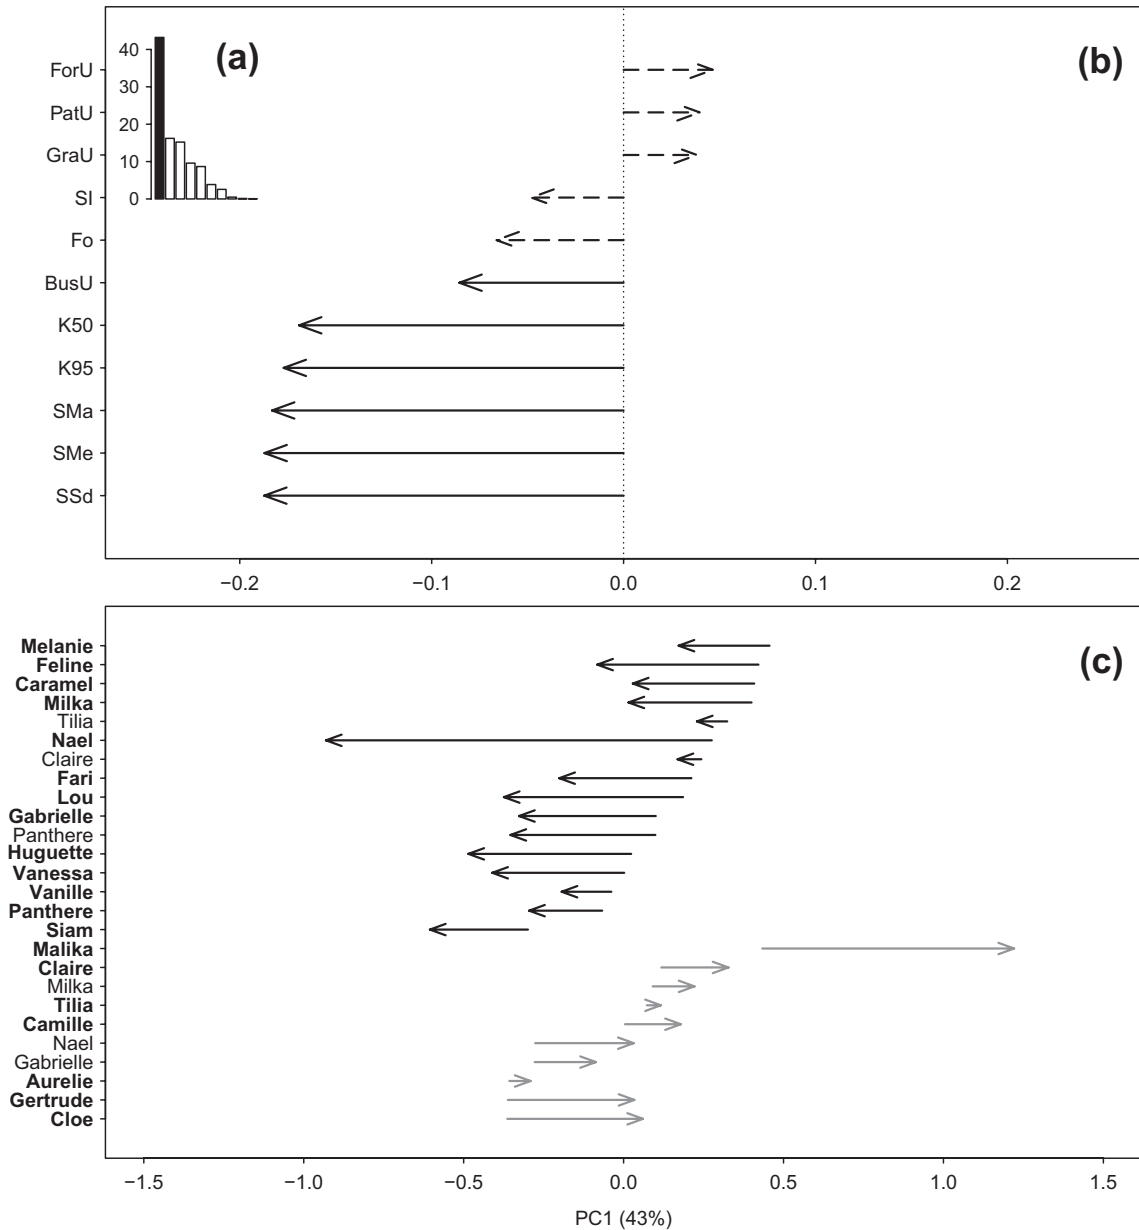 (a)
40
30
20
10
0
(b)
ForU
PatU
GraU
SI
Fo
BusU
K50
K95
SMa
SMe
SSd
−0.2 −0.1 0.0 0.1 0.2
(c)
Melanie
Feline
Caramel
Milka
Tilia
Nael
Claire
Fari
Lou
Gabrielle
Panthere
Huguette
Vanessa
Vanille
Panthere
Siam
Malika
Claire
Milka
Tilia
Camille
Nael
Gabrielle
Aurelie
Gertrude
Cloe
−1.5 −1.0 −0.5 0.0 0.5 1.0 1.5
PC1 (43%)